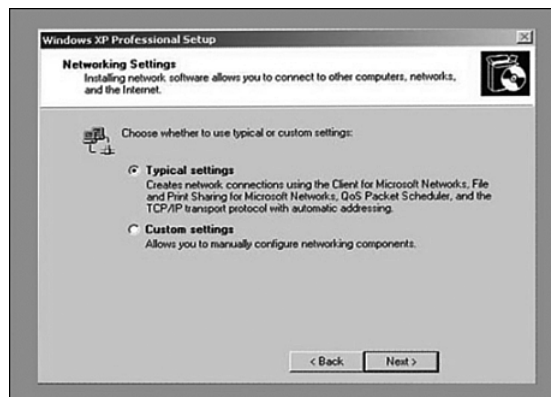 Windows XP Professional Setup
Networking Settings
Installing network software allows you to connect to other computers, networks,
and the Internet.
Choose whether to use typical or custom settings:
Typical settings
Creates network connections using the Client for Microsoft Networks, File
and Print Sharing for Microsoft Networks, QoS Packet Scheduler, and the
TCP/IP transport protocol with automatic addressing.
Custom settings
Allows you to manually configure networking components.
< Back
Next >